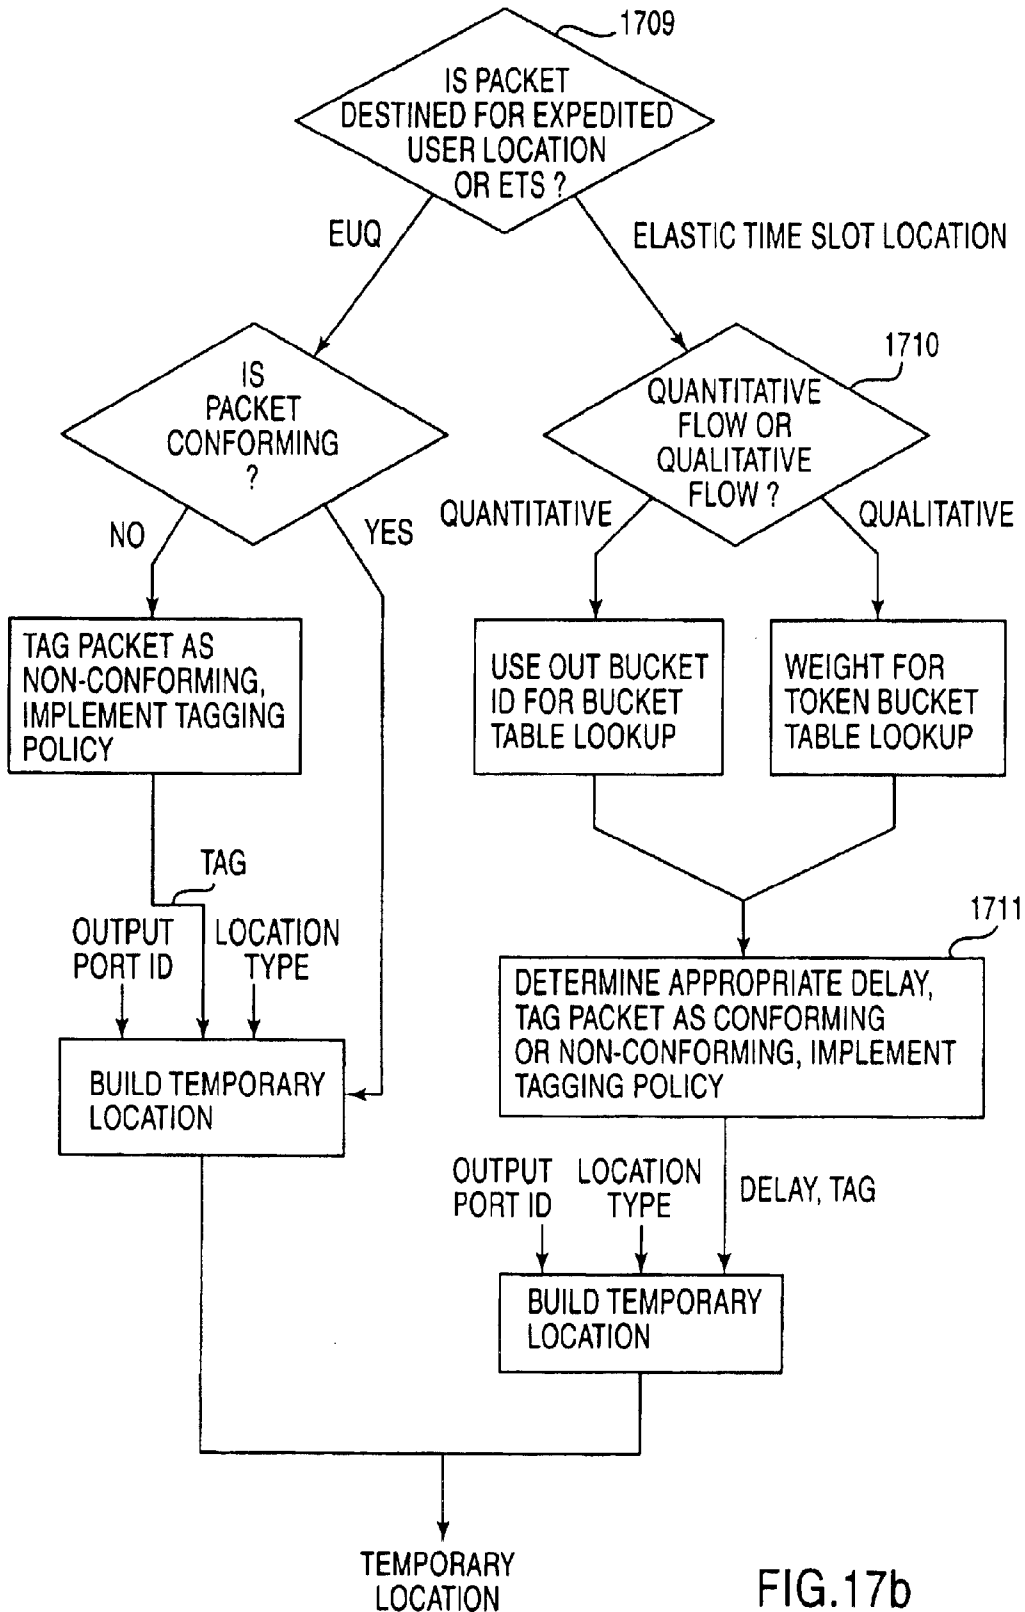 1709
IS PACKET
DESTINED FOR EXPEDITED
USER LOCATION
OR ETS ?
EUQ
ELASTIC TIME SLOT LOCATION
IS
PACKET
CONFORMING
?
1710
QUANTITATIVE
FLOW OR
QUALITATIVE
FLOW ?
NO
YES
QUANTITATIVE
QUALITATIVE
TAG PACKET AS
NON-CONFORMING,
IMPLEMENT TAGGING
POLICY
USE OUT BUCKET
ID FOR BUCKET
TABLE LOOKUP
WEIGHT FOR
TOKEN BUCKET
TABLE LOOKUP
TAG
OUTPUT
PORT ID
LOCATION
TYPE
1711
DETERMINE APPROPRIATE DELAY,
TAG PACKET AS CONFORMING
OR NON-CONFORMING, IMPLEMENT
TAGGING POLICY
BUILD TEMPORARY
LOCATION
OUTPUT
PORT ID
LOCATION
TYPE
DELAY, TAG
BUILD TEMPORARY
LOCATION
TEMPORARY
LOCATION
FIG.17b